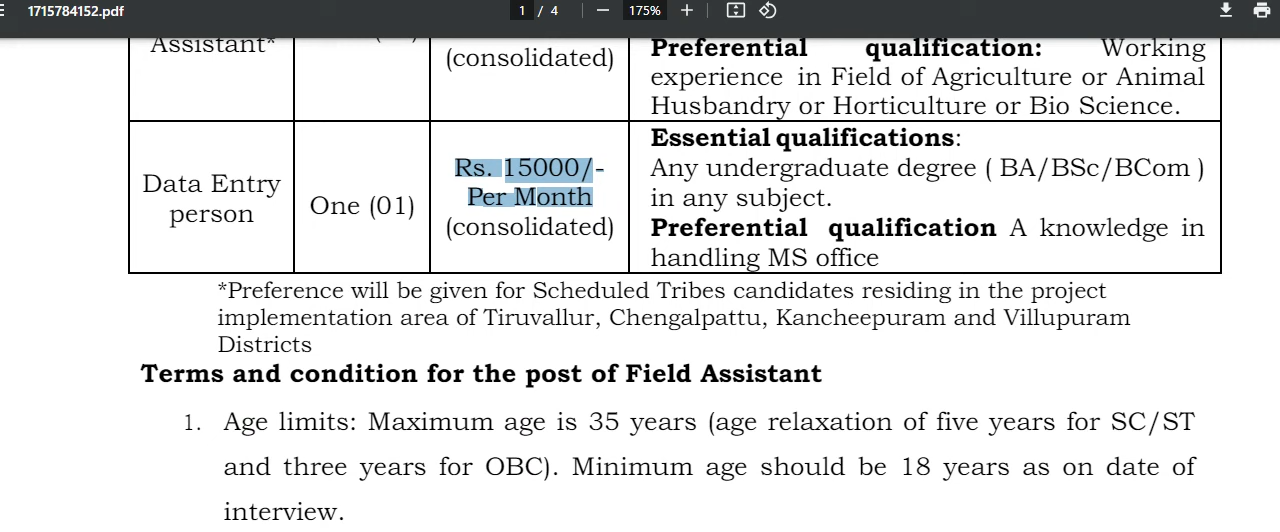 1715784152.pdf
1 / 4
175%
Assistant*
(consolidated)
Preferential qualification: Working
experience in Field of Agriculture or Animal
Husbandry or Horticulture or Bio Science.
Data Entry
person
One (01)
Rs. 15000/-
Per Month
(consolidated)
Essential qualifications:
Any undergraduate degree ( BA/BSc/BCom )
in any subject.
Preferential qualification A knowledge in
handling MS office
*Preference will be given for Scheduled Tribes candidates residing in the project
implementation area of Tiruvallur, Chengalpattu, Kancheepuram and Villupuram
Districts
Terms and condition for the post of Field Assistant
1. Age limits: Maximum age is 35 years (age relaxation of five years for SC/ST
and three years for OBC). Minimum age should be 18 years as on date of
interview.